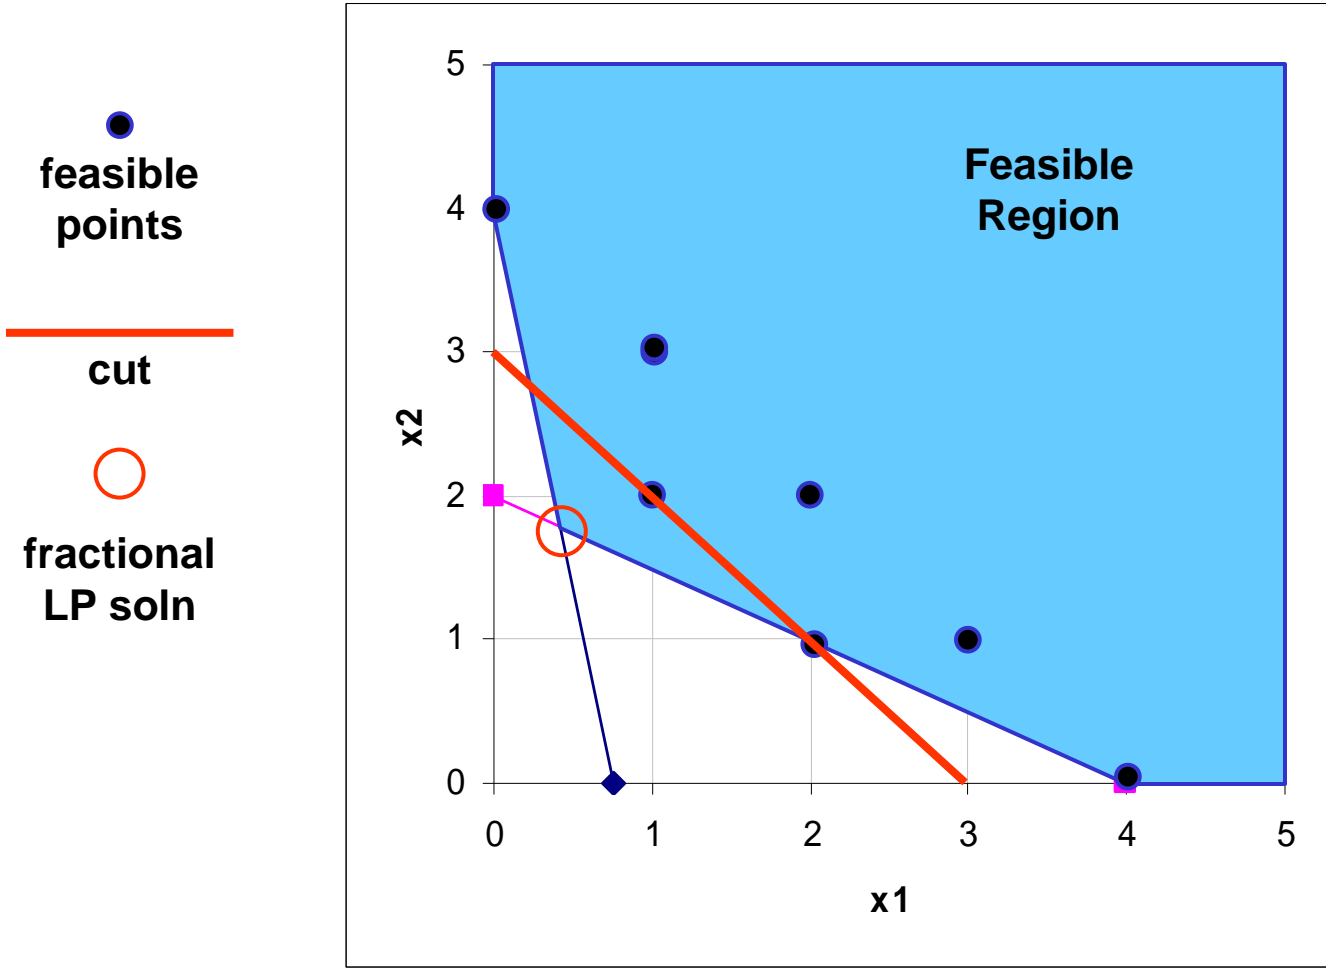 feasible
points
cut
fractional
LP soln
Feasible
Region
5
4
3
2
1
0
x2
0 1 2 3 4 5
x1